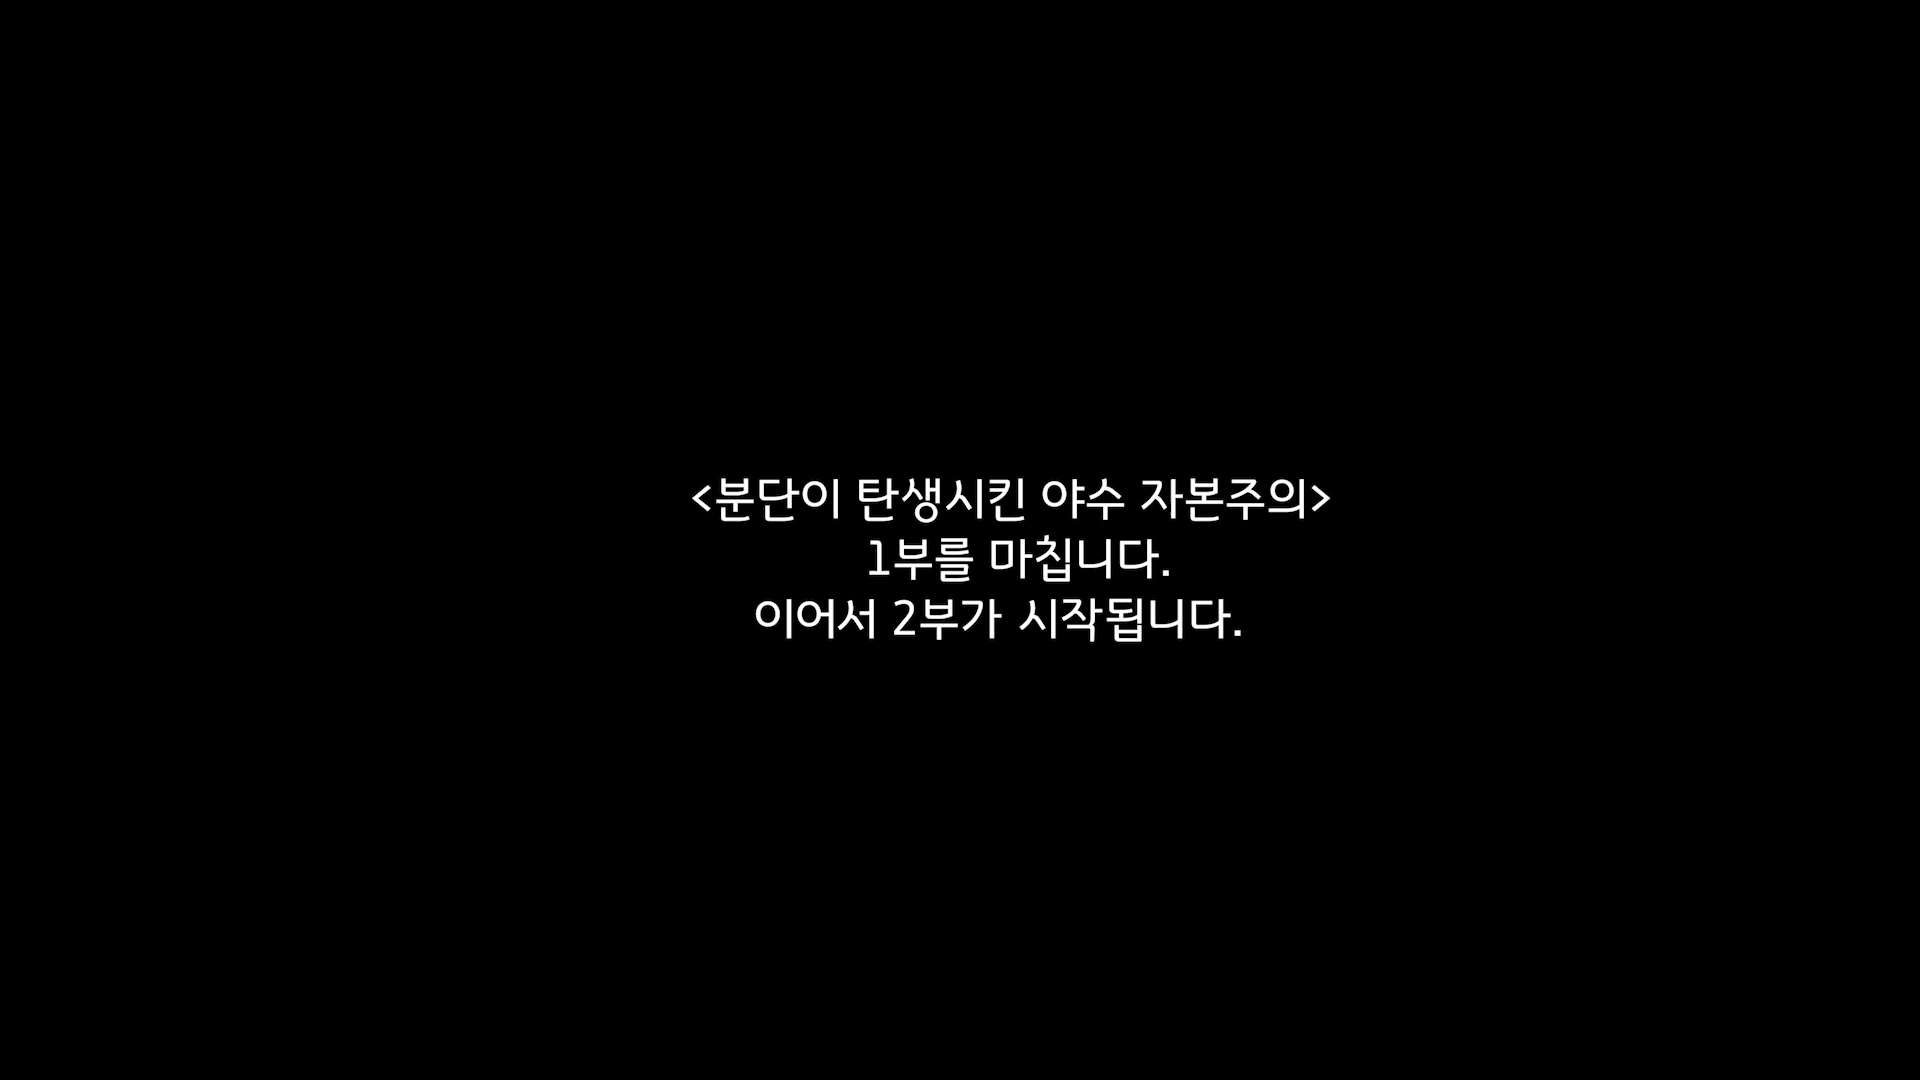 <분단이 탄생시킨 야수 자본주의>
1부를 마칩니다.
이어서 2부가 시작됩니다.